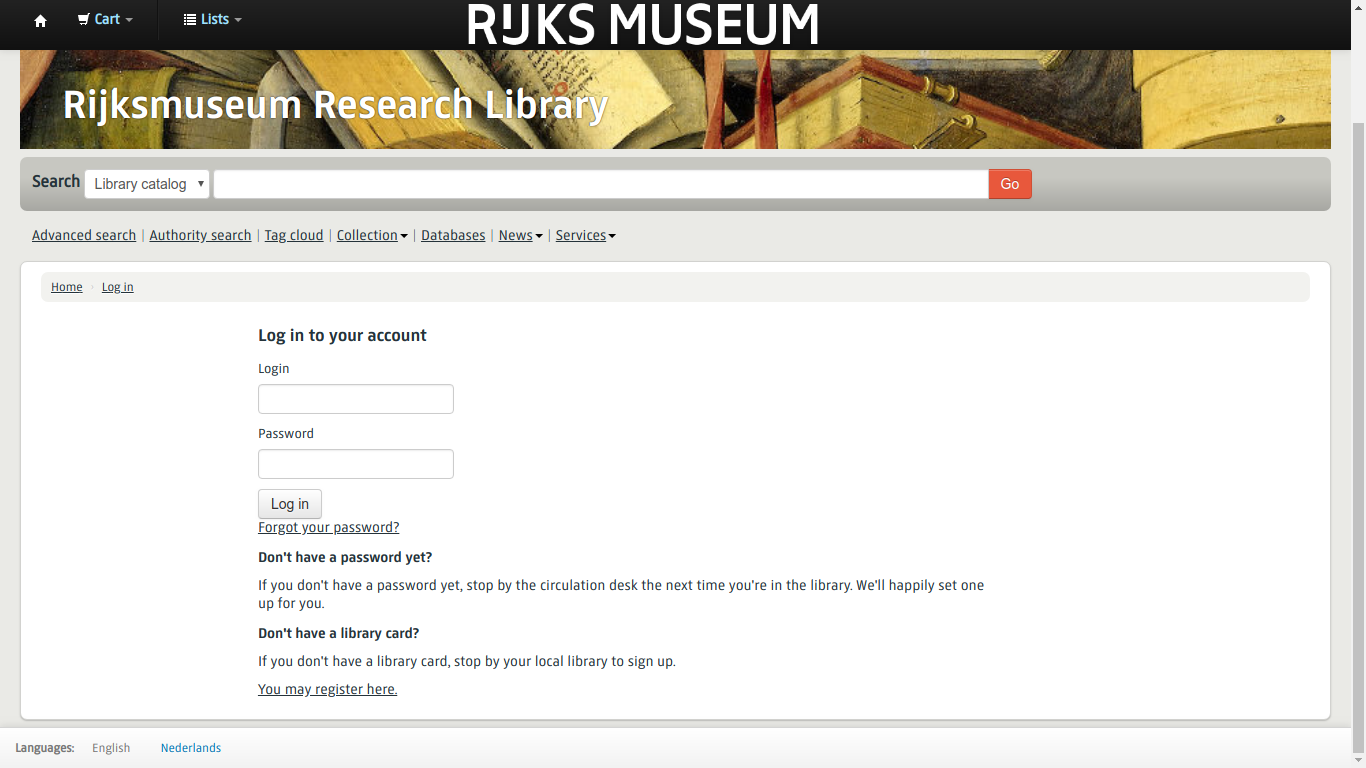 Cart
Lists
RIJKS MUSEUM
Rijksmuseum Research Library
Search Library catalog Go
Advanced search | Authority search | Tag cloud | Collection | Databases | News | Services
Home › Log in
Log in to your account
Login
Password
Log in
Forgot your password?
Don't have a password yet?
If you don't have a password yet, stop by the circulation desk the next time you're in the library. We'll happily set one
up for you.
Don't have a library card?
If you don't have a library card, stop by your local library to sign up.
You may register here.
Languages: English Nederlands